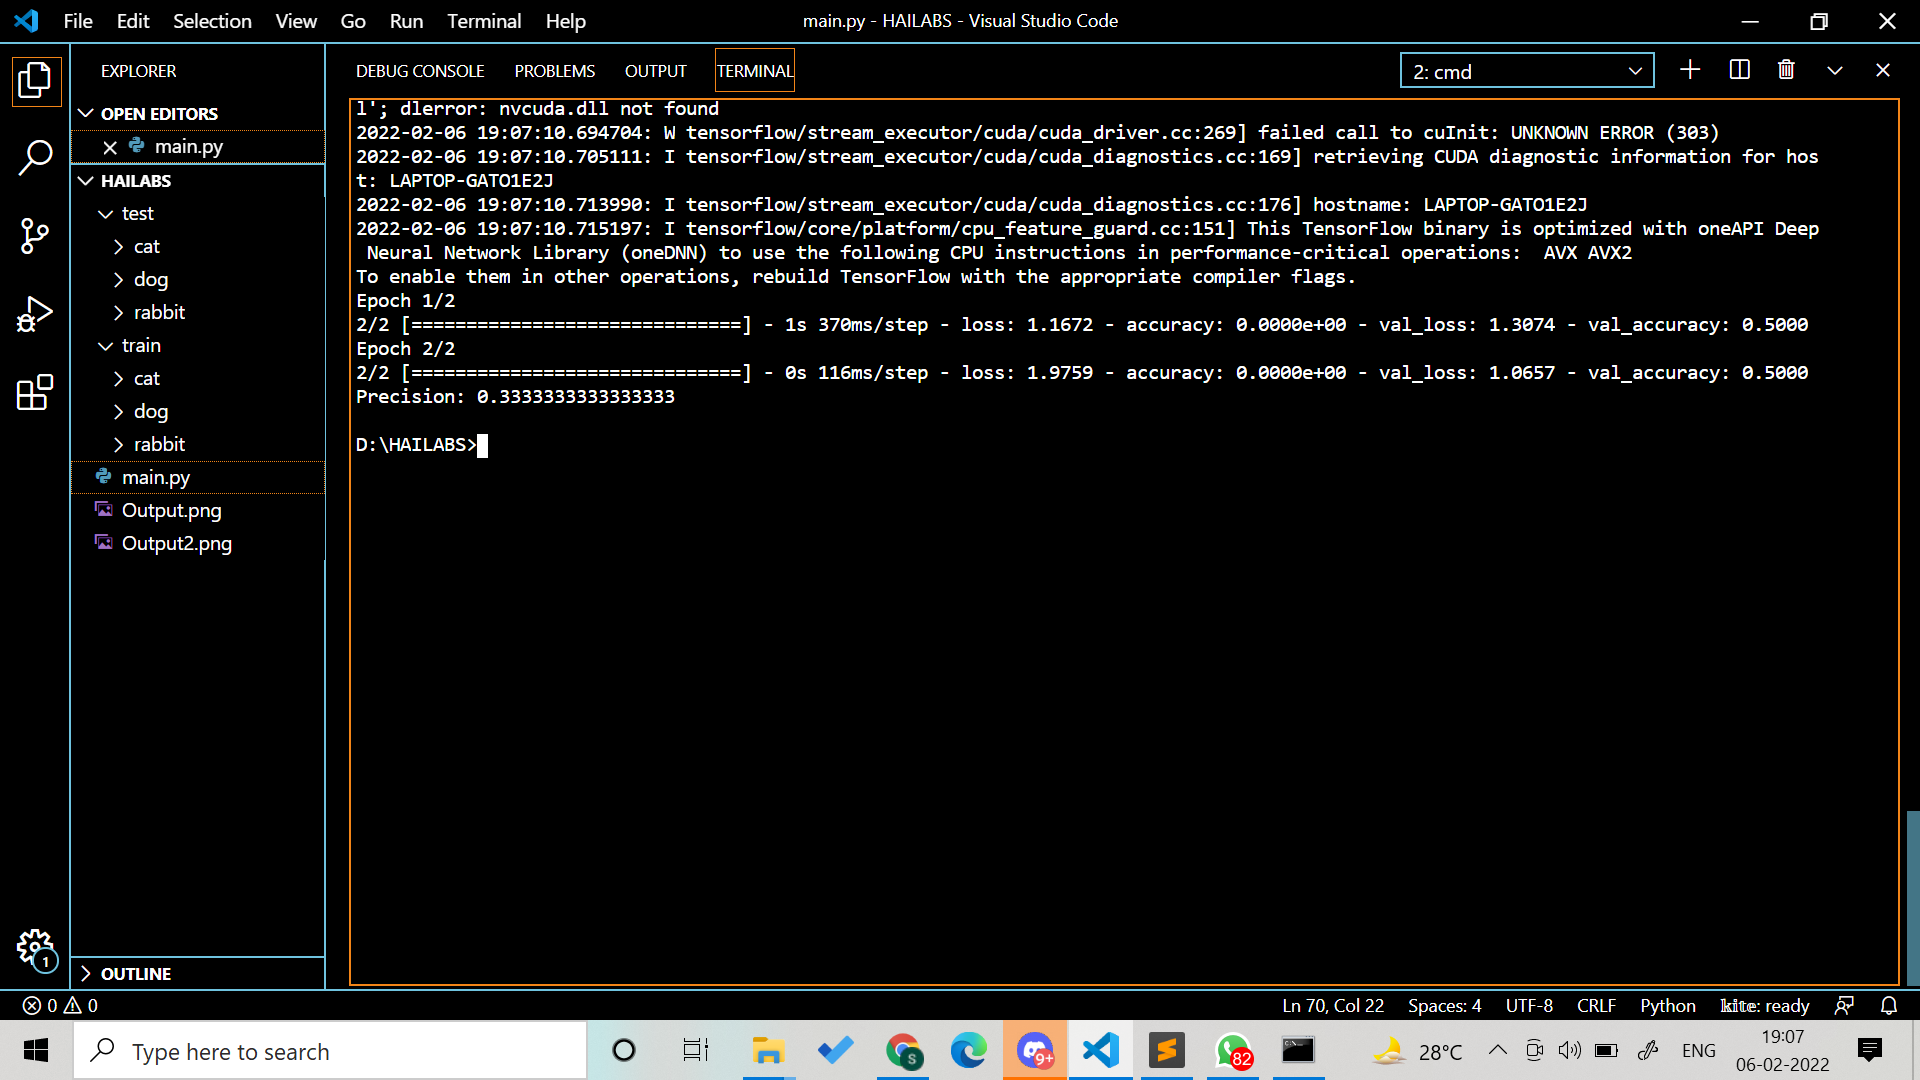 File Edit Selection View Go Run Terminal Help
main.py - HAILABS - Visual Studio Code
EXPLORER
OPEN EDITORS
main.py
HAILABS
test
cat
dog
rabbit
train
cat
dog
rabbit
main.py
Output.png
Output2.png
OUTLINE
DEBUG CONSOLE PROBLEMS OUTPUT TERMINAL
2: cmd
l'; dlerror: nvcuda.dll not found
2022-02-06 19:07:10.694704: W tensorflow/stream_executor/cuda/cuda_driver.cc:269] failed call to cuInit: UNKNOWN ERROR (303)
2022-02-06 19:07:10.705111: I tensorflow/stream_executor/cuda/cuda_diagnostics.cc:169] retrieving CUDA diagnostic information for hos
t: LAPTOP-GATO1E2J
2022-02-06 19:07:10.713990: I tensorflow/stream_executor/cuda/cuda_diagnostics.cc:176] hostname: LAPTOP-GATO1E2J
2022-02-06 19:07:10.715197: I tensorflow/core/platform/cpu_feature_guard.cc:151] This TensorFlow binary is optimized with oneAPI Deep
Neural Network Library (oneDNN) to use the following CPU instructions in performance-critical operations:  AVX AVX2
To enable them in other operations, rebuild TensorFlow with the appropriate compiler flags.
Epoch 1/2
2/2 [==============================] - 1s 370ms/step - loss: 1.1672 - accuracy: 0.0000e+00 - val_loss: 1.3074 - val_accuracy: 0.5000
Epoch 2/2
2/2 [==============================] - 0s 116ms/step - loss: 1.9759 - accuracy: 0.0000e+00 - val_loss: 1.0657 - val_accuracy: 0.5000
Precision: 0.3333333333333333
D:\HAILABS>
1
0 0
Ln 70, Col 22 Spaces: 4 UTF-8 CRLF Python kite: ready
Type here to search
S
9+
82
28°C
ENG
19:07
06-02-2022